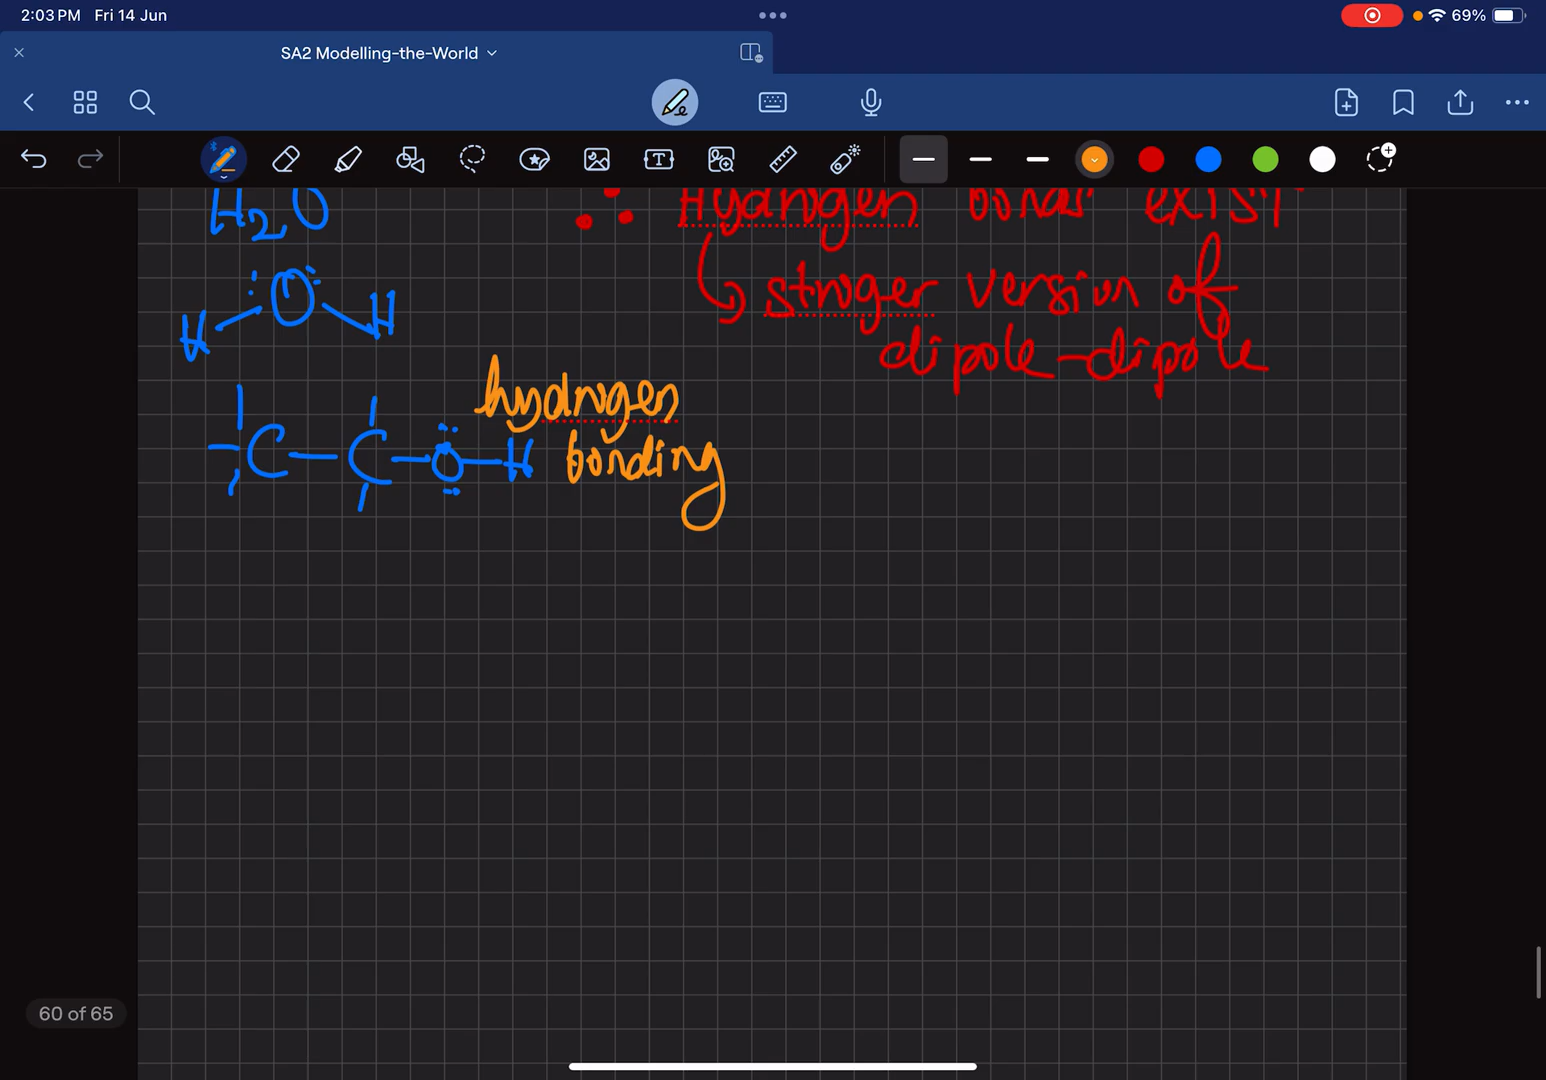 2:03 PM Fri 14 Jun
69%
SA2 Modelling-the-World
H₂O
∴ Hydrogen bonds exist
:O:
H H
stroger version of
dipole-dipole
hydrogen
C-C-O-H bonding
60 of 65